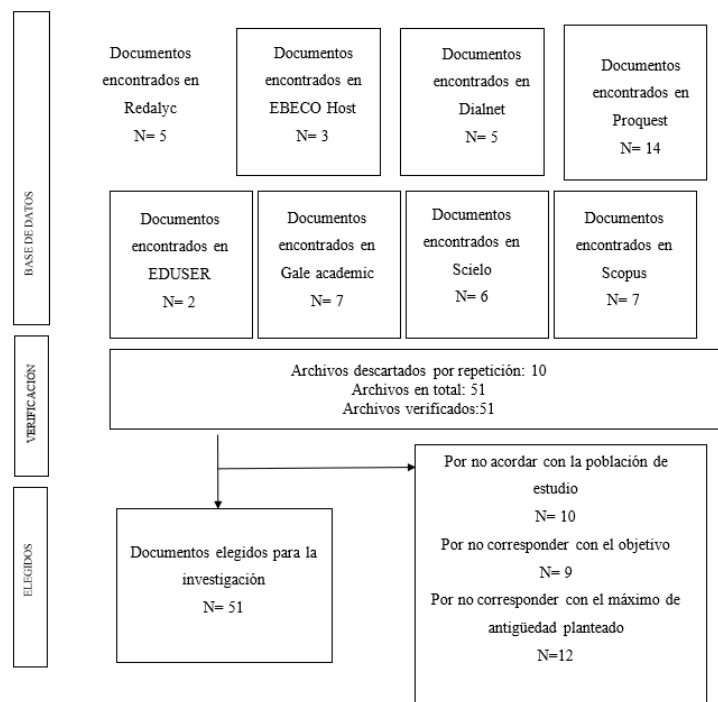 BASE DE DATOS
Documentos
encontrados en
Redalyc
N= 5
Documentos
encontrados en
EBECO Host
N= 3
Documentos
encontrados en
Dialnet
N= 5
Documentos
encontrados en
Proquest
N= 14
Documentos
encontrados en
EDUSER
N= 2
Documentos
encontrados en
Gale academic
N= 7
Documentos
encontrados en
Scielo
N= 6
Documentos
encontrados en
Scopus
N= 7
VERIFICACIÓN
Archivos descartados por repetición: 10
Archivos en total: 51
Archivos verificados:51
ELEGIDOS
Documentos elegidos para la
investigación
N= 51
Por no acordar con la población de
estudio
N= 10
Por no corresponder con el objetivo
N= 9
Por no corresponder con el máximo de
antigüedad planteado
N=12